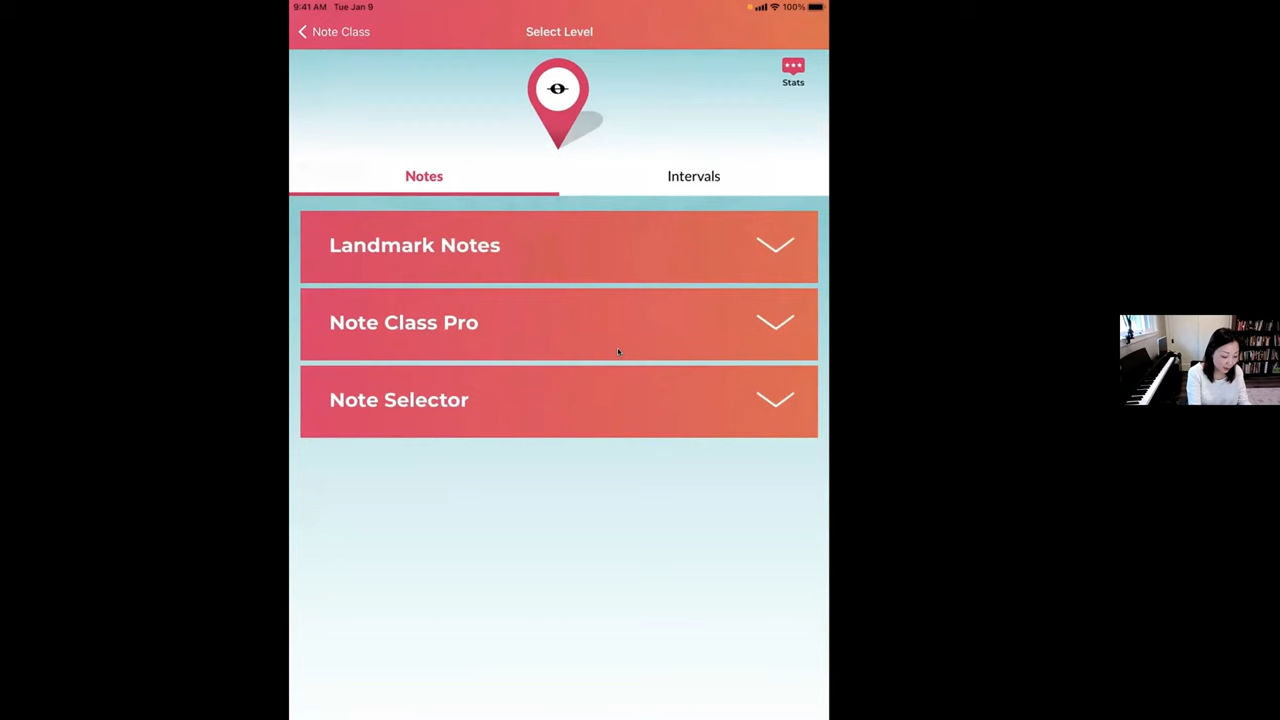 9:41 AM Tue Jan 9 100%
Note Class Select Level
Stats
Notes Intervals
Landmark Notes
Note Class Pro
Note Selector